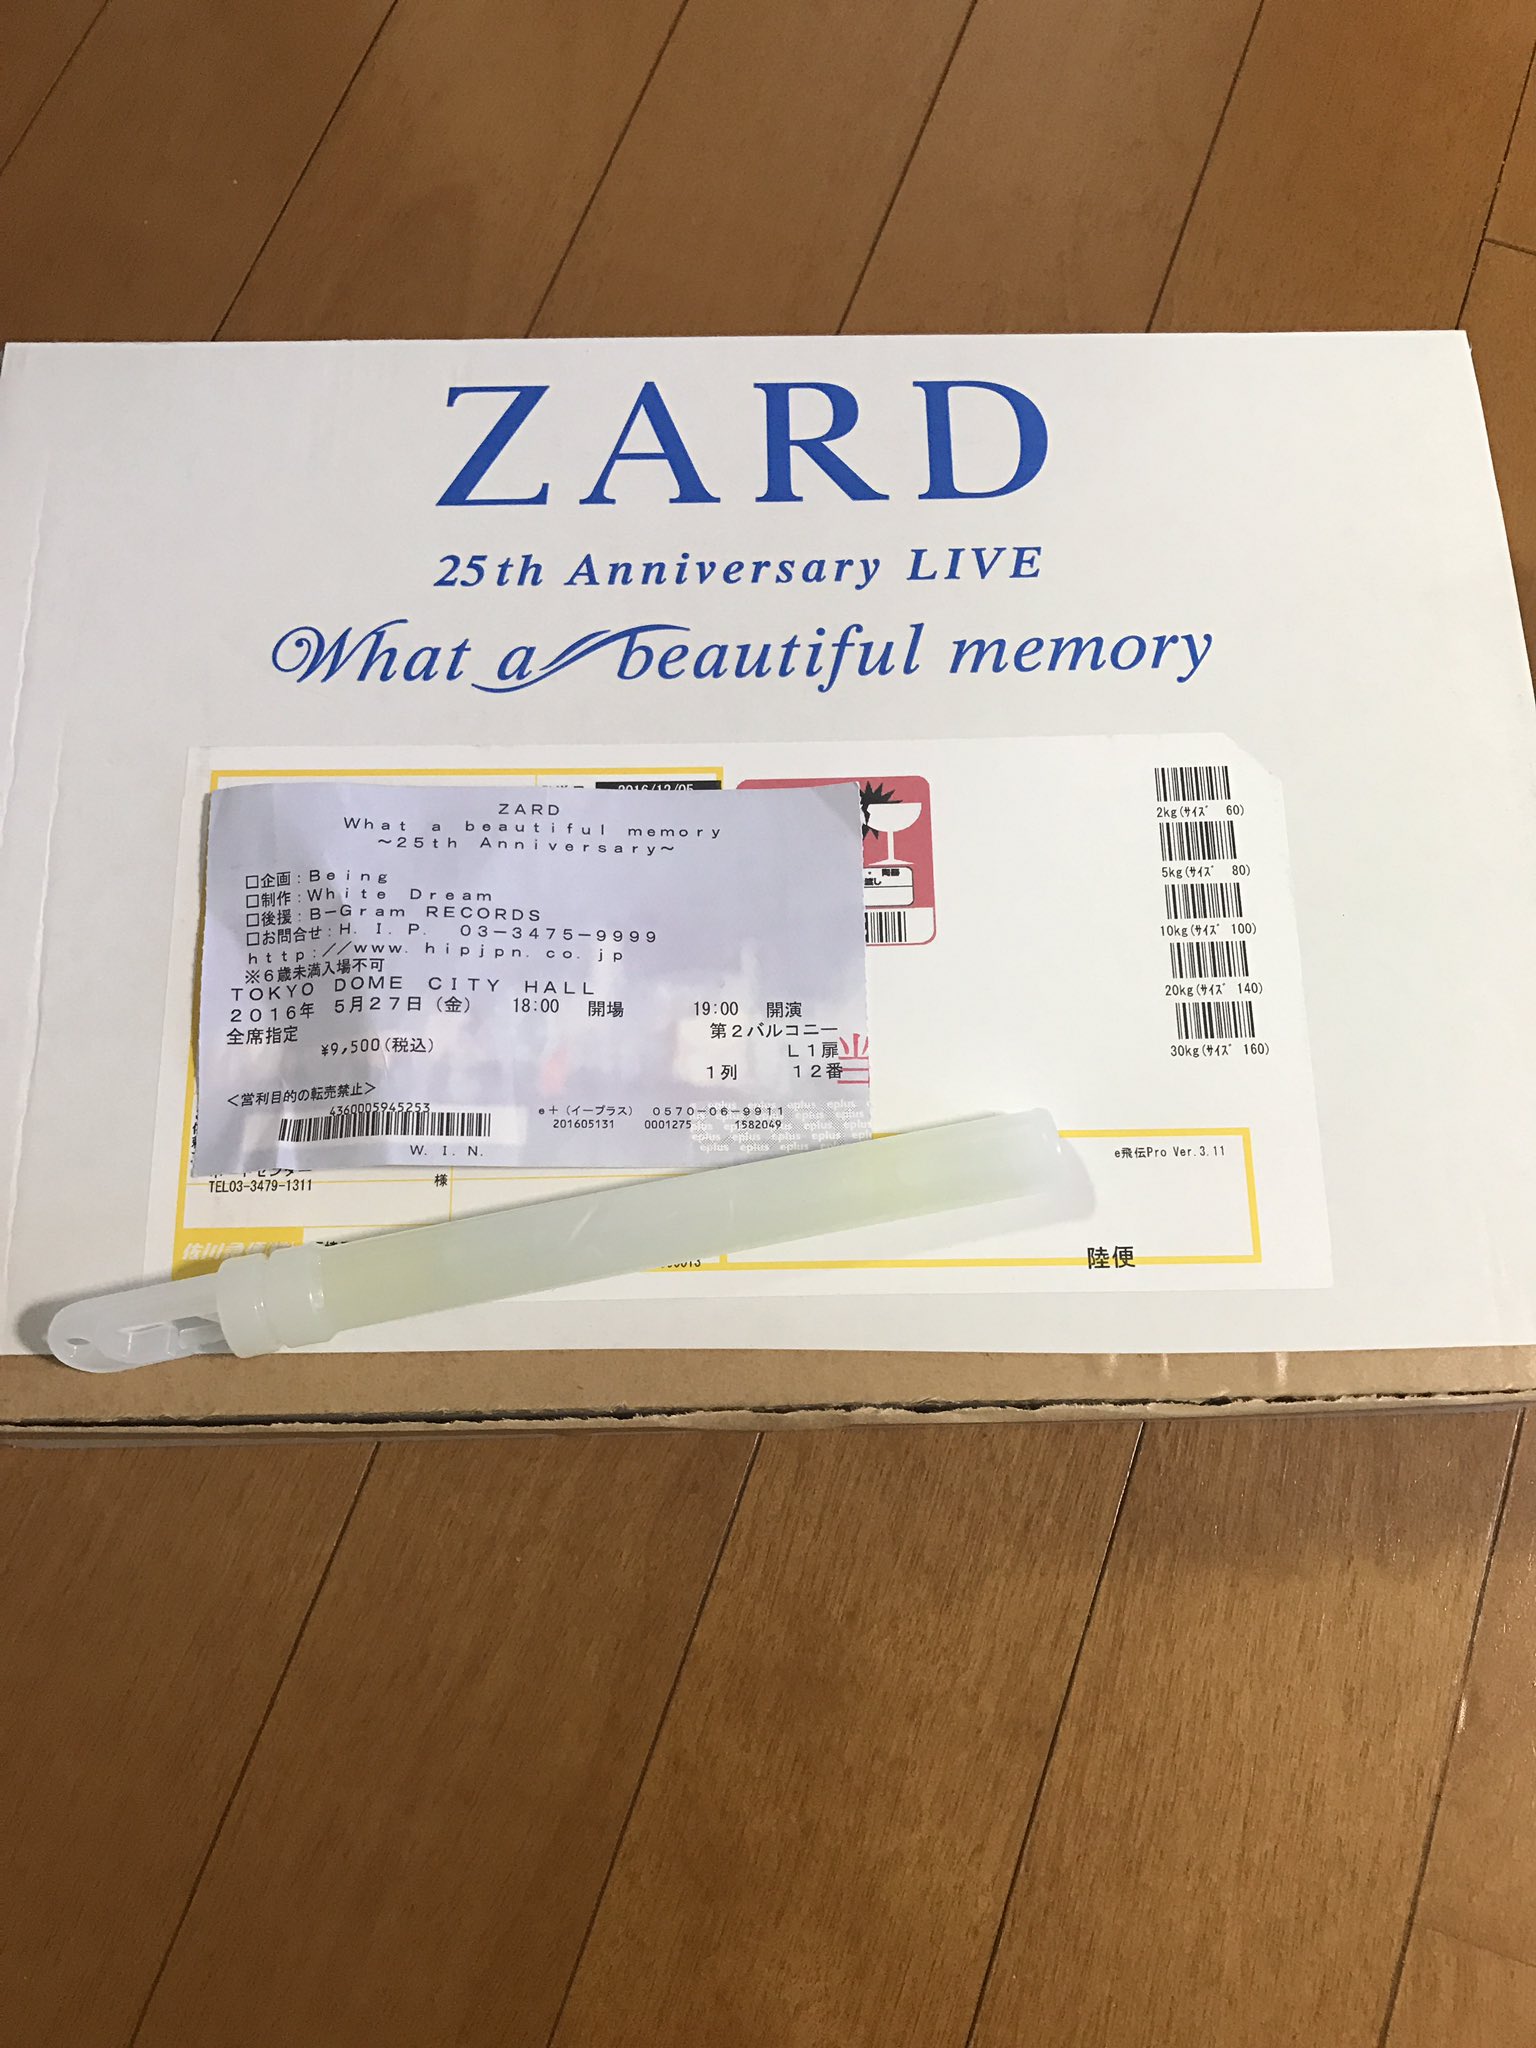 ZARD
25th Anniversary LIVE
What a beautiful memory
2016/12/05
ZARD
What a beautiful memory
～25th Anniversary～
□企画：Being
□制作：White Dream
□後援：B－Gram RECORDS
□お問合せ：H．I．P． 03－3475－9999
http：//www．hipjpn．co．jp
※６歳未満入場不可
TOKYO DOME CITY HALL
２０１６年 ５月２７日（金） 18:00 開場 19:00 開演
全席指定 第２バルコニー
¥9,500(税込) Ｌ１扉
１列 １２番
＜営利目的の転売禁止＞
4360005945253
e＋（イープラス） ０５７０－０６－９９１１
201605131 0001275 1582049
W．I．N．
eplus eplus eplus eplus
2kg(ｻｲｽﾞ 60)
5kg(ｻｲｽﾞ 80)
10kg(ｻｲｽﾞ 100)
20kg(ｻｲｽﾞ 140)
30kg(ｻｲｽﾞ 160)
TEL03-3479-1311 様
e飛伝Pro Ver.3.11
陸便